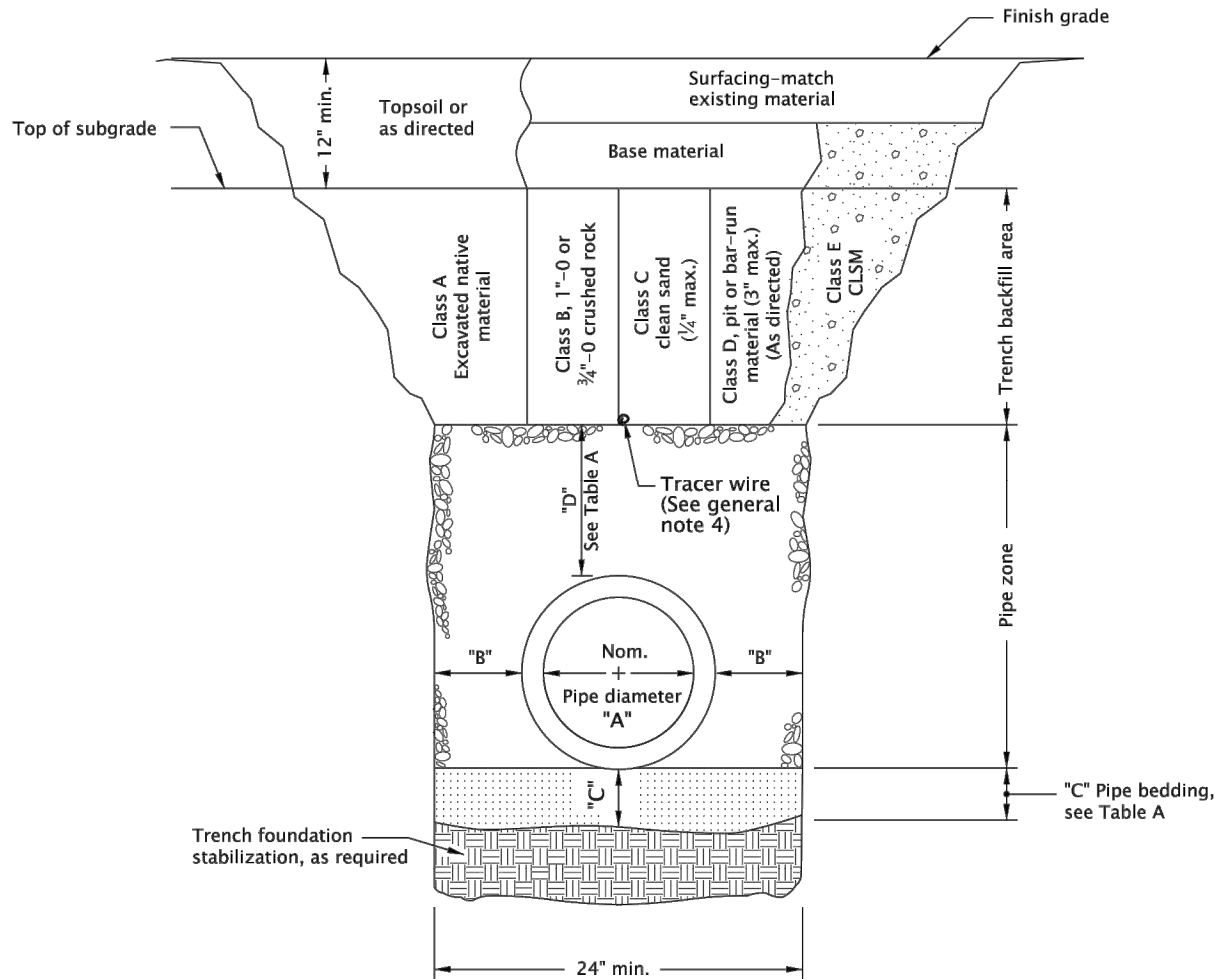 Finish grade
Surfacing-match
existing material
12" min.
Topsoil or
as directed
Top of subgrade
Base material
Class A
Excavated native
material
Class B, 1"-0 or
¾"-0 crushed rock
Class C
clean sand
(¼" max.)
Class D, pit or bar-run
material (3" max.)
(As directed)
Class E
CLSM
Trench backfill area
"D"
See Table A
Tracer wire
(See general
note 4)
Pipe zone
"B"
Nom.
"B"
Pipe diameter
"A"
"C"
"C" Pipe bedding,
see Table A
Trench foundation
stabilization, as required
24" min.